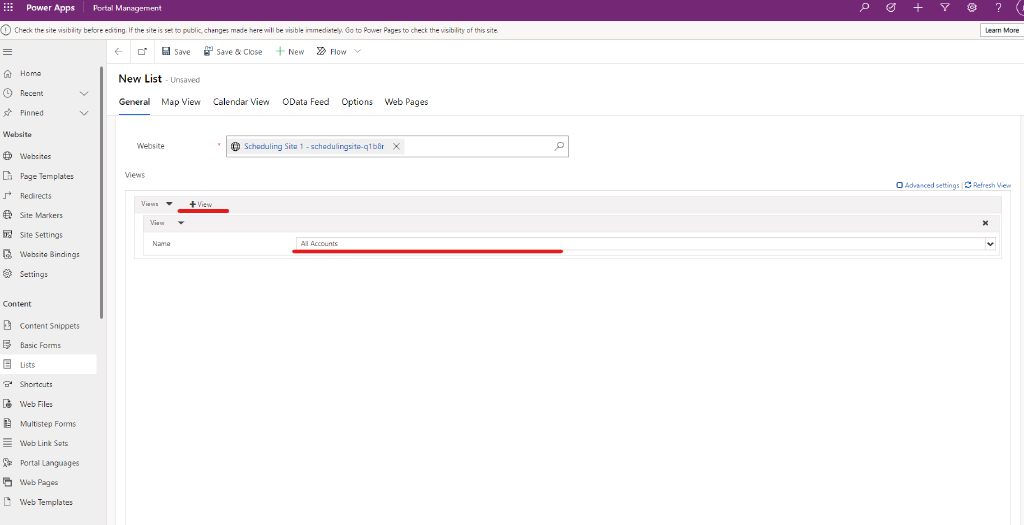 Power Apps Portal Management
Check the site visibility before editing. If the site is set to public, changes made here will be visible immediately. Go to Power Pages to check the visibility of this site. Learn More
Save Save & Close New Flow
New List - Unsaved
General Map View Calendar View OData Feed Options Web Pages
Home
Recent
Pinned
Website
Websites
Page Templates
Redirects
Site Markers
Site Settings
Website Bindings
Settings
Content
Content Snippets
Basic Forms
Lists
Shortcuts
Web Files
Multistep Forms
Web Link Sets
Portal Languages
Web Pages
Web Templates
Website * Scheduling Site 1 - schedulingsite-q1b8r
Views
Advanced settings | Refresh View
Views +View
View
Name All Accounts